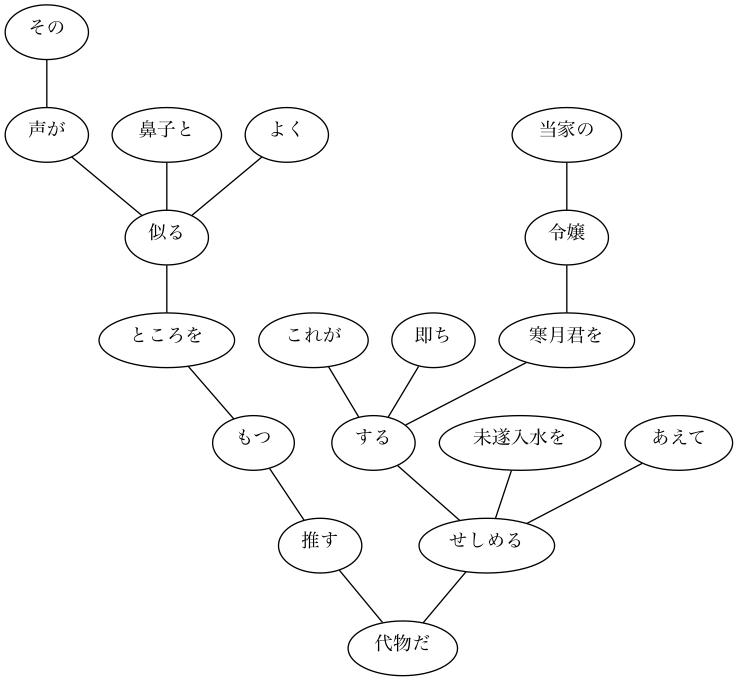 その
声が 鼻子と よく 当家の
似る 令嬢
ところを これが 即ち 寒月君を
もつ する 未遂入水を あえて
推す せしめる
代物だ